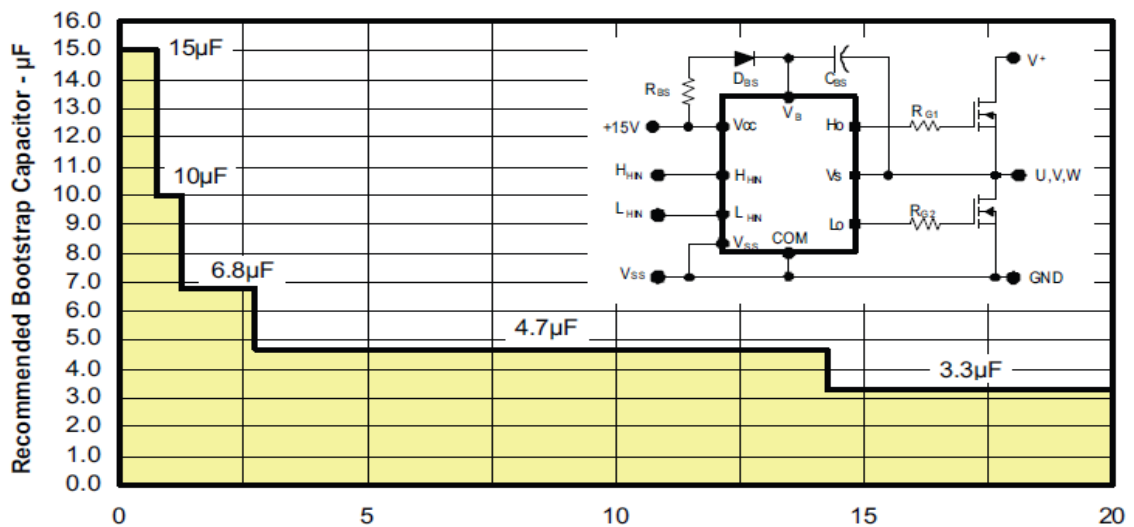 Recommended Bootstrap Capacitor - µF
16.0
15.0
14.0
13.0
12.0
11.0
10.0
9.0
8.0
7.0
6.0
5.0
4.0
3.0
2.0
1.0
0.0
0
5
10
15
20
15µF
10µF
6.8µF
4.7µF
3.3µF
DBS
CBS
V+
RBS
VB
+15V
Vcc
Ho
RG1
HHIN
HHIN
Vs
U,V,W
LHIN
LHIN
Lo
RG2
VSS
COM
VSS
GND